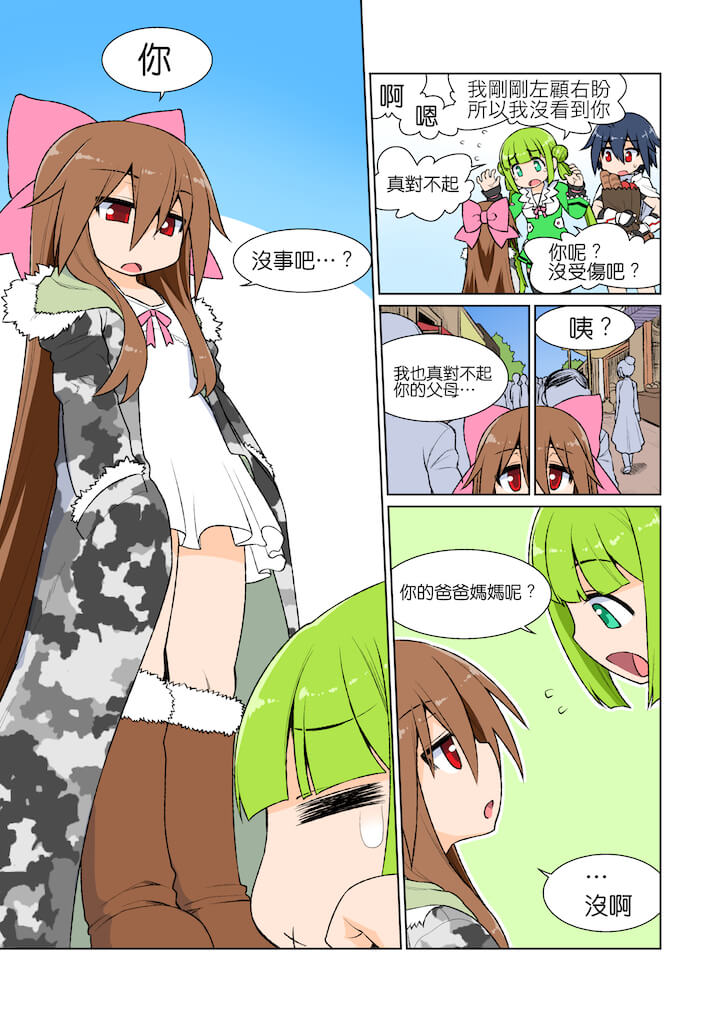 你
沒事吧…？
啊
嗯
我剛剛左顧右盼
所以我沒看到你
真對不起
你呢？
沒受傷吧？
我也真對不起
你的父母…
咦？
你的爸爸媽媽呢？
…
沒啊